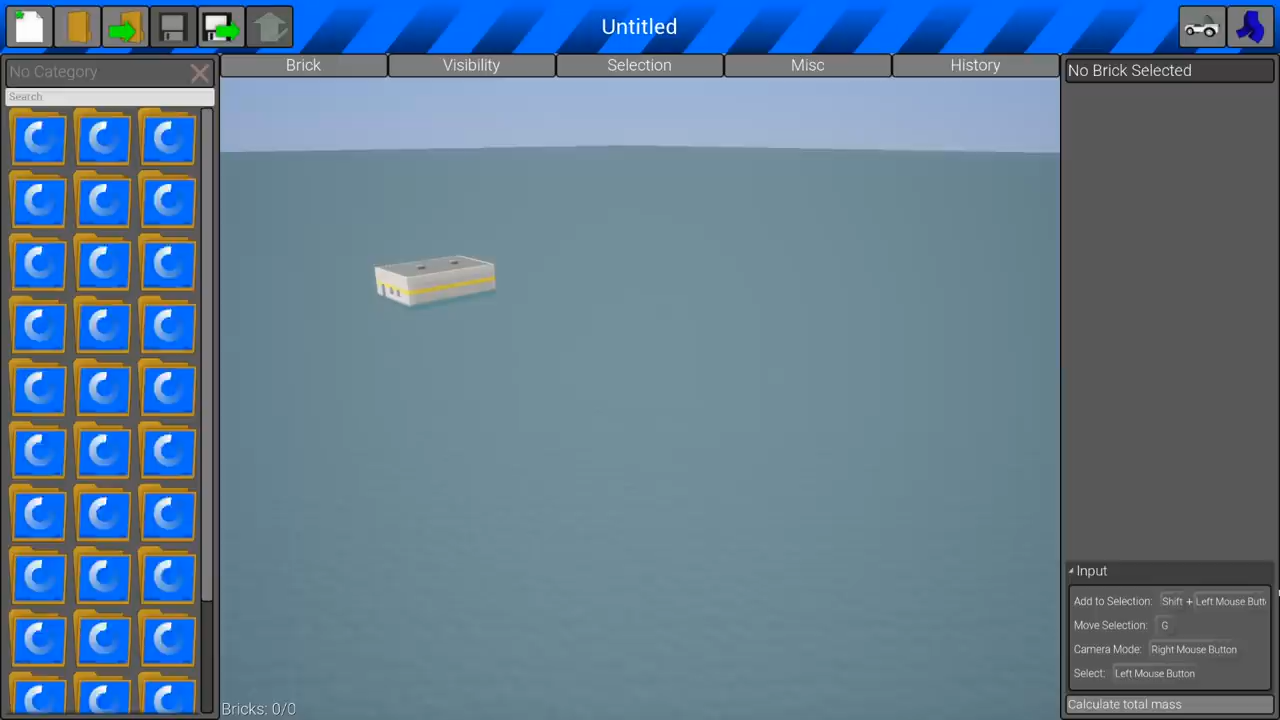 Untitled
No Category
Search
Brick
Visibility
Selection
Misc
History
No Brick Selected
Input
Add to Selection: Shift + Left Mouse Butt
Move Selection: G
Camera Mode: Right Mouse Button
Select: Left Mouse Button
Calculate total mass
Bricks: 0/0